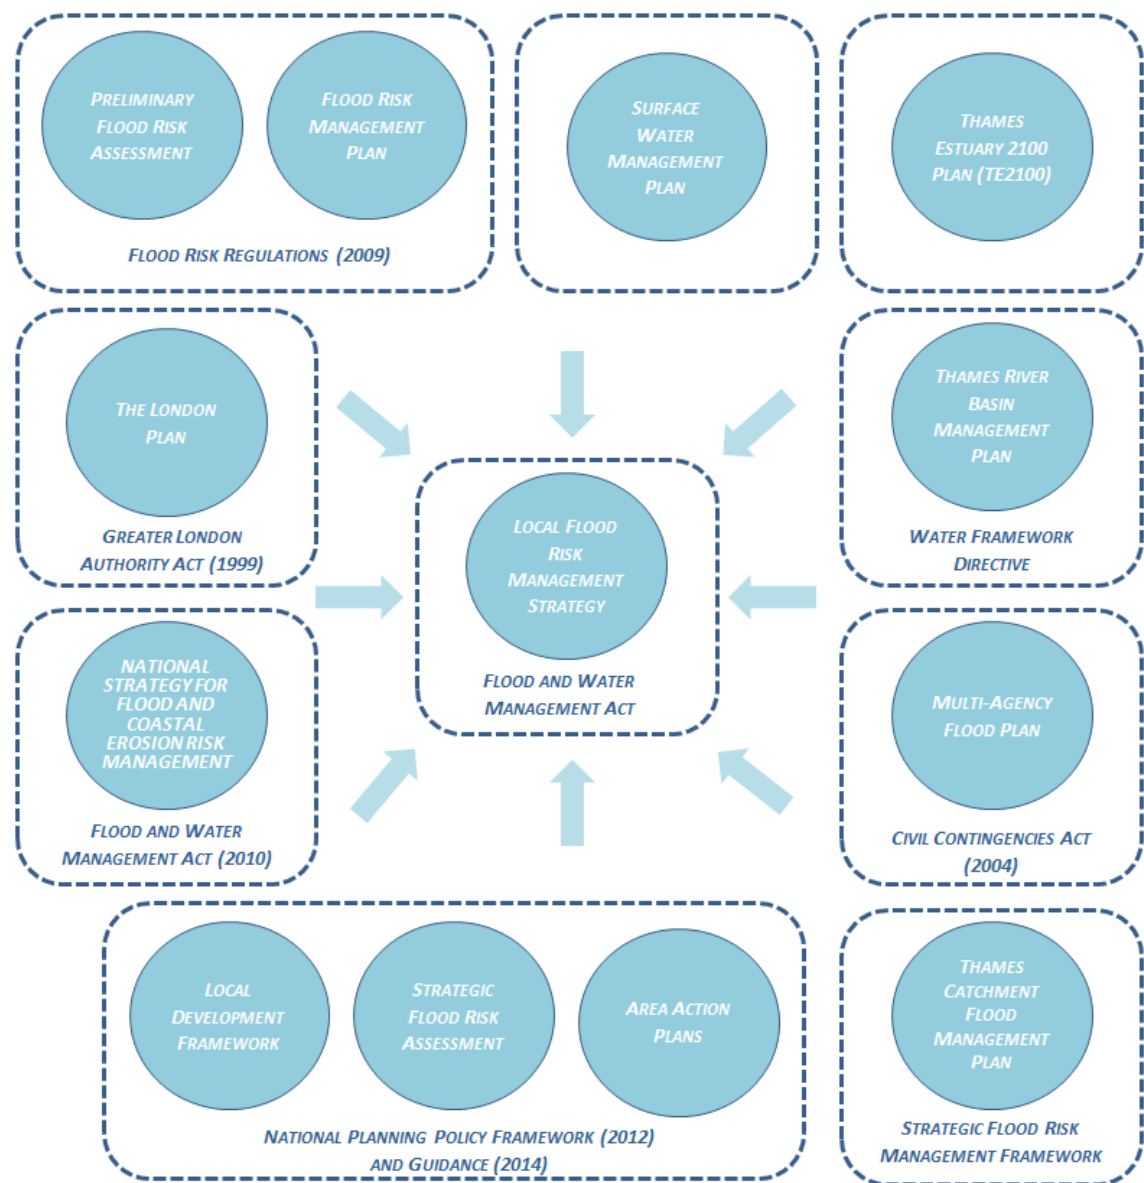 PRELIMINARY
FLOOD RISK
ASSESSMENT
FLOOD RISK
MANAGEMENT
PLAN
FLOOD RISK REGULATIONS (2009)
SURFACE
WATER
MANAGEMENT
PLAN
THAMES
ESTUARY 2100
PLAN (TE2100)
THE LONDON
PLAN
GREATER LONDON
AUTHORITY ACT (1999)
THAMES RIVER
BASIN
MANAGEMENT
PLAN
WATER FRAMEWORK
DIRECTIVE
LOCAL FLOOD
RISK
MANAGEMENT
STRATEGY
FLOOD AND WATER
MANAGEMENT ACT
NATIONAL
STRATEGY FOR
FLOOD AND
COASTAL
EROSION RISK
MANAGEMENT
FLOOD AND WATER
MANAGEMENT ACT (2010)
MULTI-AGENCY
FLOOD PLAN
CIVIL CONTINGENCIES ACT
(2004)
LOCAL
DEVELOPMENT
FRAMEWORK
STRATEGIC
FLOOD RISK
ASSESSMENT
AREA ACTION
PLANS
NATIONAL PLANNING POLICY FRAMEWORK (2012)
AND GUIDANCE (2014)
THAMES
CATCHMENT
FLOOD
MANAGEMENT
PLAN
STRATEGIC FLOOD RISK
MANAGEMENT FRAMEWORK